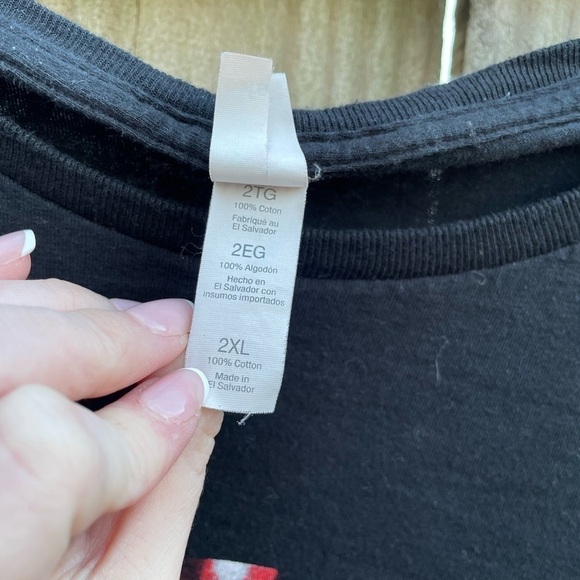 2TG
100% Coton
Fabriqué au
El Salvador
2EG
100% Algodón
Hecho en
El Salvador con
insumos importados
2XL
100% Cotton
Made in
El Salvador